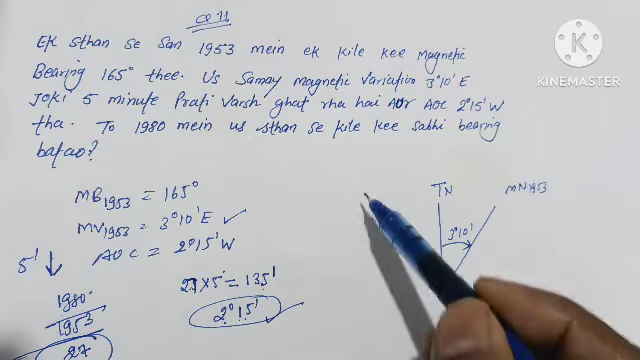 Q.11
Ek sthan se san 1953 mein ek kile kee magnetic
Bearing 165° thee. Us samay magnetic variation 3°10'E
Joki 5 minute Prati varsh ghat rha hai Aur AOC 2°15'W
tha. To 1980 mein us sthan se kile kee sabhi bearing
batao?
KINEMASTER
MB1953 = 165°
MV1953 = 3°10'E ✓
AOC = 2°15'W
5' ↓
1980
1953
27
27×5 = 135'
2°15'
TN
MN1953
3°10'